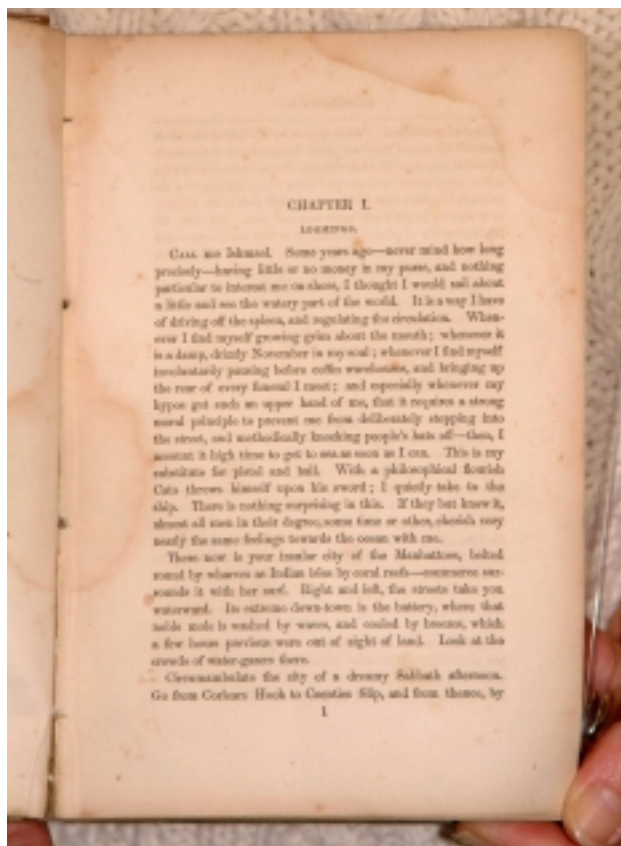 CHAPTER I.
LOOMINGS.
CALL me Ishmael. Some years ago—never mind how long
precisely—having little or no money in my purse, and nothing
particular to interest me on shore, I thought I would sail about
a little and see the watery part of the world. It is a way I have
of driving off the spleen, and regulating the circulation. When-
ever I find myself growing grim about the mouth; whenever it
is a damp, drizzly November in my soul; whenever I find myself
involuntarily pausing before coffin warehouses, and bringing up
the rear of every funeral I meet; and especially whenever my
hypos get such an upper hand of me, that it requires a strong
moral principle to prevent me from deliberately stepping into
the street, and methodically knocking people's hats off—then, I
account it high time to get to sea as soon as I can. This is my
substitute for pistol and ball. With a philosophical flourish
Cato throws himself upon his sword; I quietly take to the
ship. There is nothing surprising in this. If they but knew it,
almost all men in their degree, some time or other, cherish very
nearly the same feelings towards the ocean with me.
There now is your insular city of the Manhattoes, belted
round by wharves as Indian isles by coral reefs—commerce sur-
rounds it with her surf. Right and left, the streets take you
waterward. Its extreme down-town is the battery, where that
noble mole is washed by waves, and cooled by breezes, which
a few hours previous were out of sight of land. Look at the
crowds of water-gazers there.
Circumambulate the city of a dreamy Sabbath afternoon.
Go from Corlears Hook to Coenties Slip, and from thence, by
1